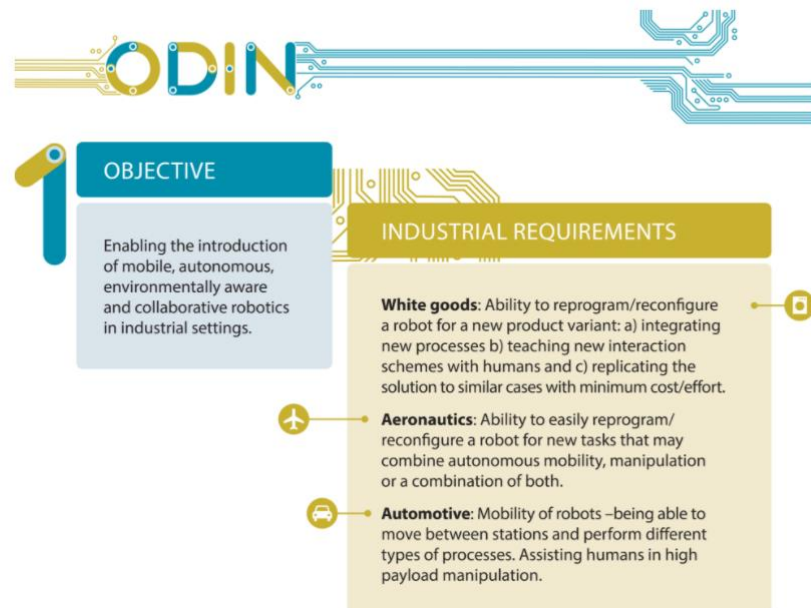 ODIN
1
OBJECTIVE
Enabling the introduction
of mobile, autonomous,
environmentally aware
and collaborative robotics
in industrial settings.
INDUSTRIAL REQUIREMENTS
White goods: Ability to reprogram/reconfigure
a robot for a new product variant: a) integrating
new processes b) teaching new interaction
schemes with humans and c) replicating the
solution to similar cases with minimum cost/effort.
Aeronautics: Ability to easily reprogram/
reconfigure a robot for new tasks that may
combine autonomous mobility, manipulation
or a combination of both.
Automotive: Mobility of robots –being able to
move between stations and perform different
types of processes. Assisting humans in high
payload manipulation.